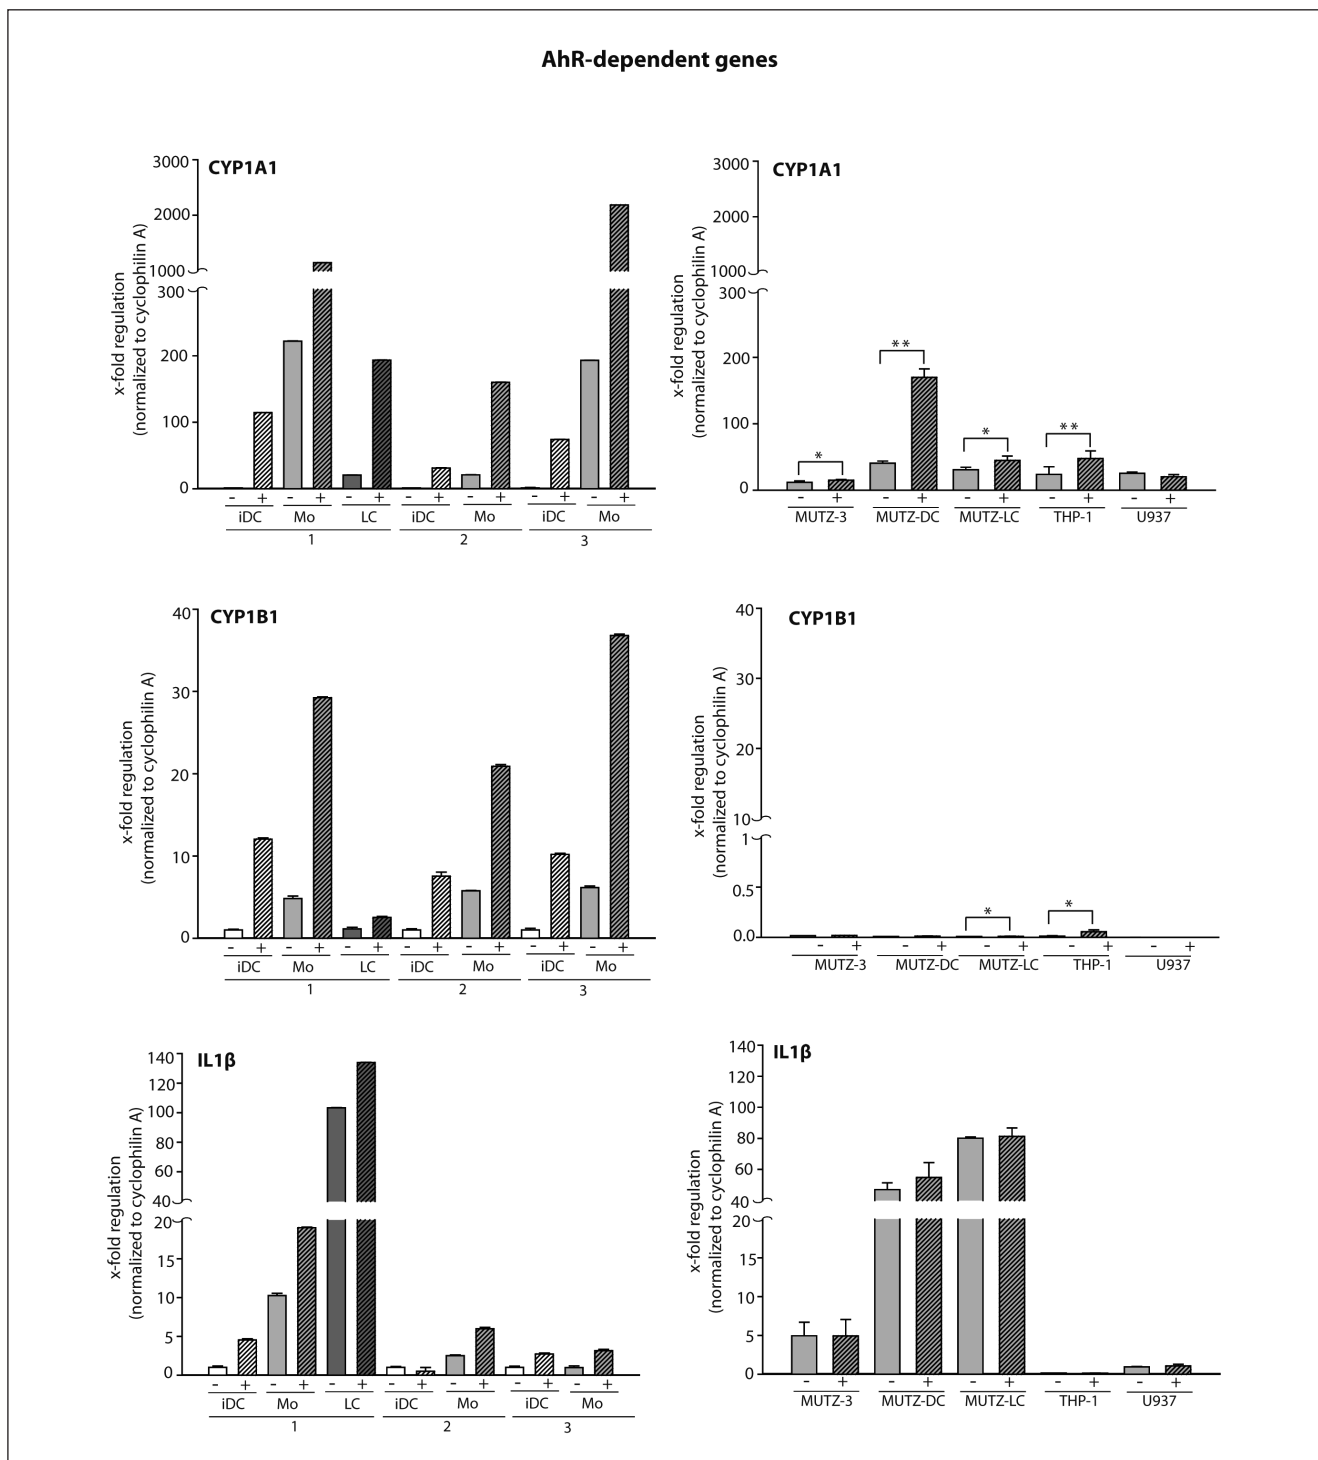 AhR-dependent genes
CYP1A1
x-fold regulation
(normalized to cyclophilin A)
3000
2000
1000
300
200
100
0
- + - + - + - + - + - + - +
iDC Mo LC iDC Mo iDC Mo
1 2 3
CYP1A1
x-fold regulation
(normalized to cyclophilin A)
3000
2000
1000
300
200
100
0
* ** * **
- + - + - + - + - +
MUTZ-3 MUTZ-DC MUTZ-LC THP-1 U937
CYP1B1
x-fold regulation
(normalized to cyclophilin A)
40
30
20
10
0
- + - + - + - + - + - + - +
iDC Mo LC iDC Mo iDC Mo
1 2 3
CYP1B1
x-fold regulation
(normalized to cyclophilin A)
40
30
20
10
1
0.5
0.0
* *
- + - + - + - + - +
MUTZ-3 MUTZ-DC MUTZ-LC THP-1 U937
IL1β
x-fold regulation
(normalized to cyclophilin A)
140
120
100
80
60
40
20
15
10
5
0
- + - + - + - + - + - + - +
iDC Mo LC iDC Mo iDC Mo
1 2 3
IL1β
x-fold regulation
(normalized to cyclophilin A)
140
120
100
80
60
40
20
15
10
5
0
- + - + - + - + - +
MUTZ-3 MUTZ-DC MUTZ-LC THP-1 U937